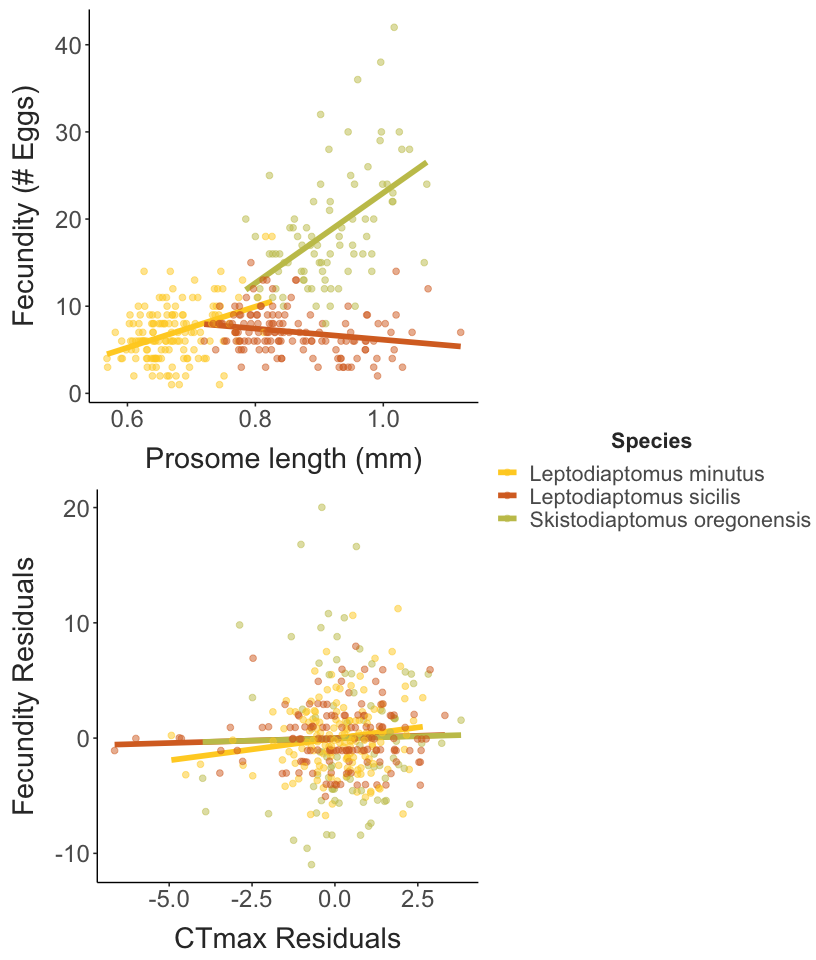 Fecundity (# Eggs)
40
30
20
10
0
0.6 0.8 1.0
Prosome length (mm)
Species
Leptodiaptomus minutus
Leptodiaptomus sicilis
Skistodiaptomus oregonensis
Fecundity Residuals
20
10
0
-10
-5.0 -2.5 0.0 2.5
CTmax Residuals